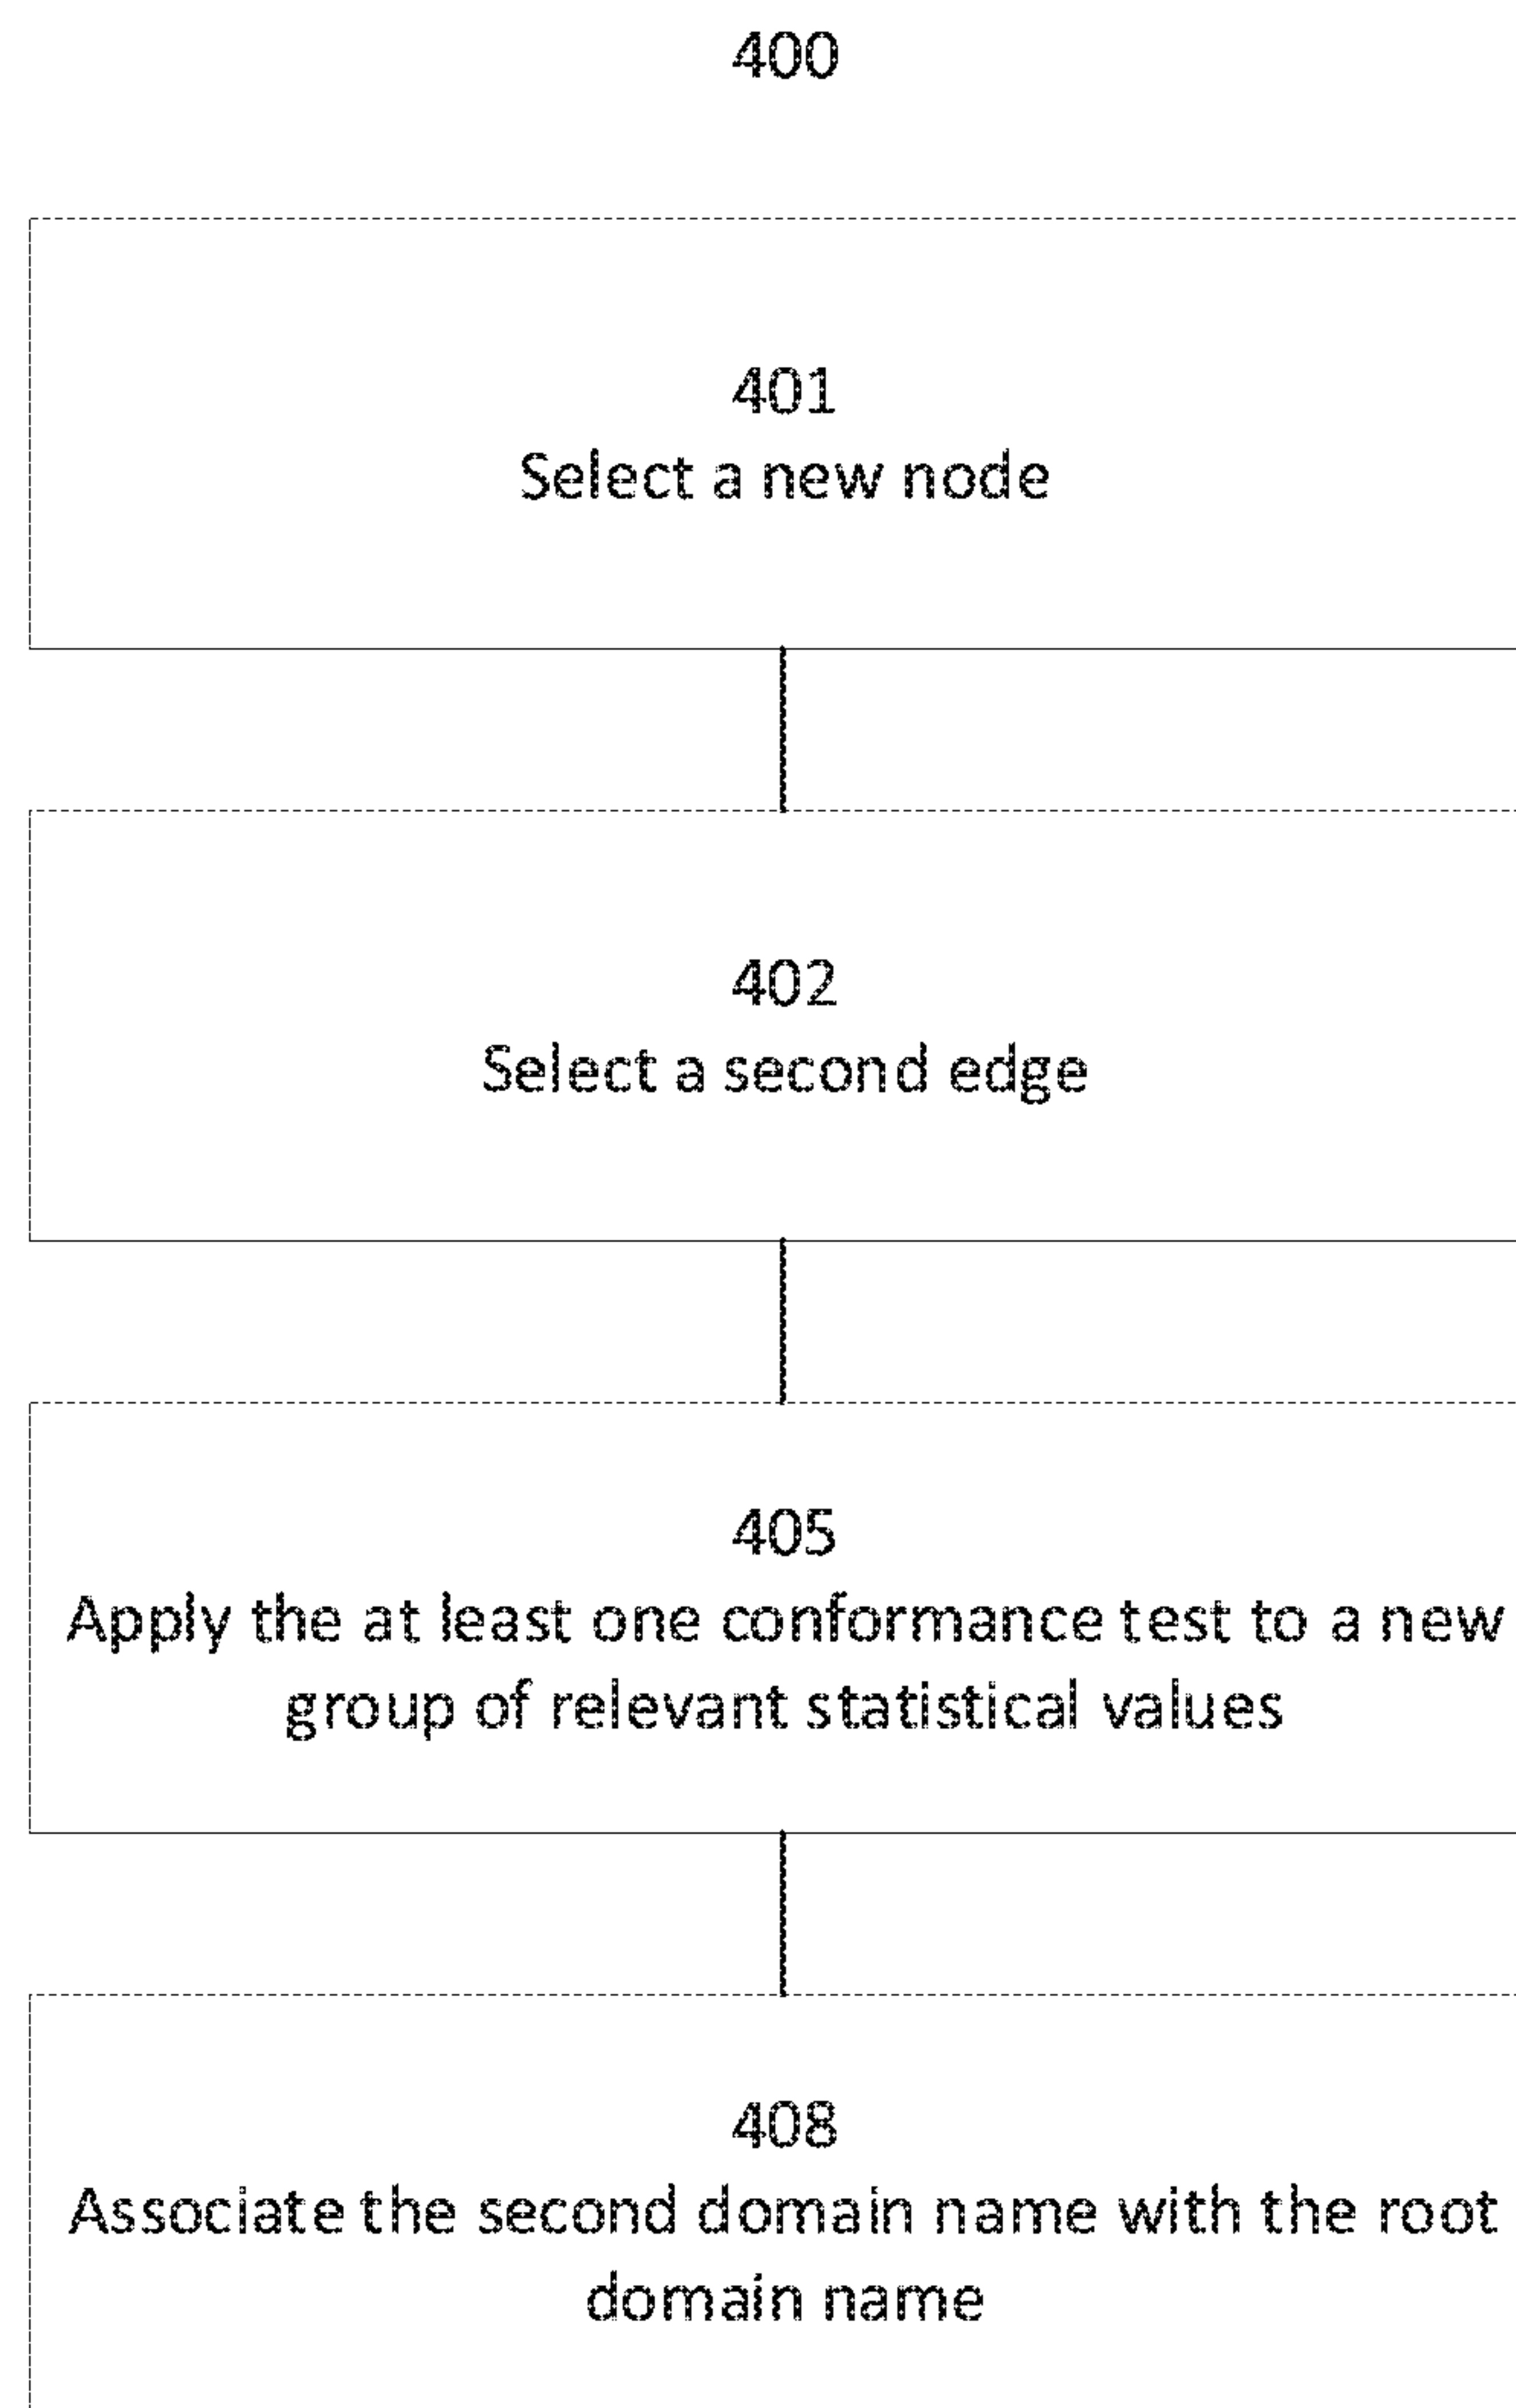 400
401
Select a new node
402
Select a second edge
405
Apply the at least one conformance test to a new
group of relevant statistical values
408
Associate the second domain name with the root
domain name